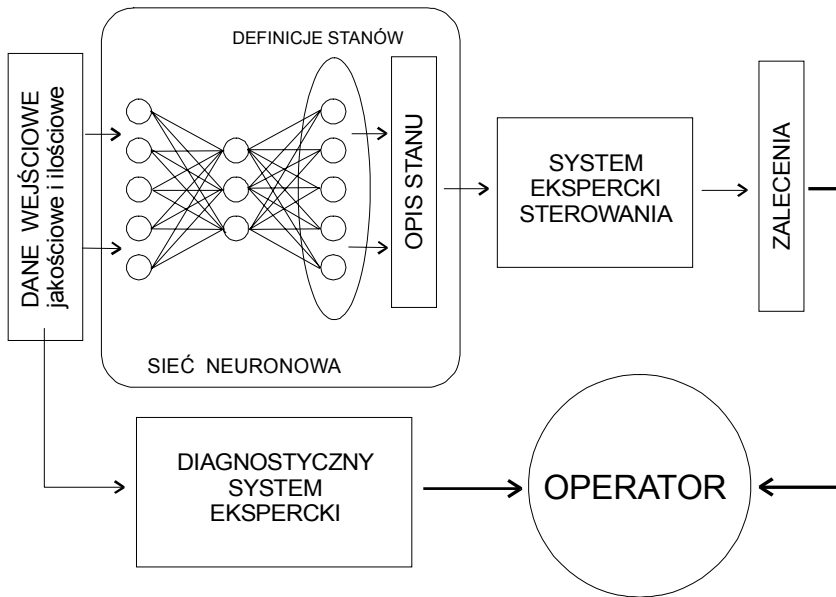 DEFINICJE STANÓW
DANE WEJŚCIOWE
jakościowe i ilościowe
OPIS STANU
SYSTEM
EKSPERCKI
STEROWANIA
ZALECENIA
SIEĆ NEURONOWA
DIAGNOSTYCZNY
SYSTEM
EKSPERCKI
OPERATOR